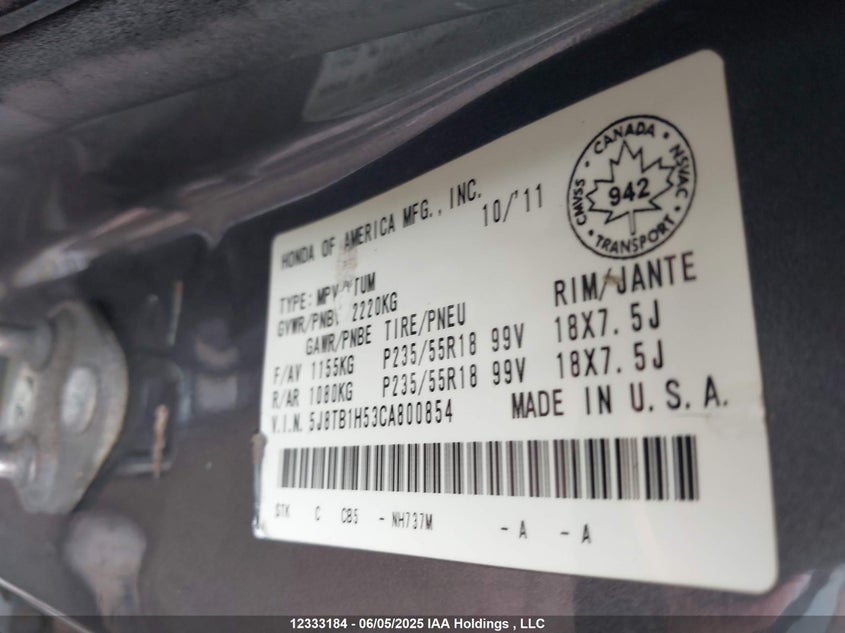 HONDA OF AMERICA MFG., INC. 10/'11
CANADA
CMVSS
NSVAC
942
TRANSPORT
TYPE: MPV TUM
GVWR/PNBV 2220KG
GAWR/PNBE TIRE/PNEU RIM/JANTE
F/AV 1155KG P235/55R18 99V 18X7.5J
R/AR 1080KG P235/55R18 99V 18X7.5J
V.I.N. 5J8TB1H53CA800854 MADE IN U.S.A.
STK C CB5 - NH737M - A - A
12333184 - 06/05/2025 IAA Holdings , LLC